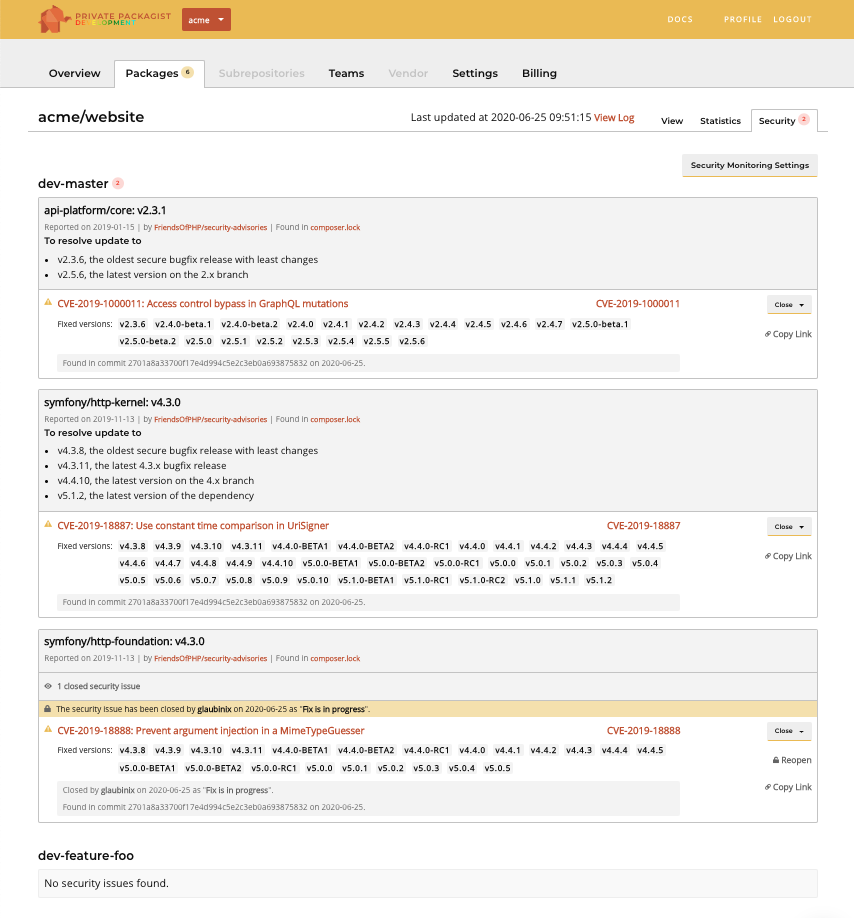 PRIVATE PACKAGIST
DEVELOPMENT
acme
DOCS PROFILE LOGOUT
Overview Packages 6 Subrepositories Teams Vendor Settings Billing
acme/website
Last updated at 2020-06-25 09:51:15 View Log
View Statistics Security 2
Security Monitoring Settings
dev-master 2
api-platform/core: v2.3.1
Reported on 2019-01-15 | by FriendsOfPHP/security-advisories | Found in composer.lock
To resolve update to
• v2.3.6, the oldest secure bugfix release with least changes
• v2.5.6, the latest version on the 2.x branch
CVE-2019-1000011: Access control bypass in GraphQL mutations CVE-2019-1000011 Close
Fixed versions: v2.3.6 v2.4.0-beta.1 v2.4.0-beta.2 v2.4.0 v2.4.1 v2.4.2 v2.4.3 v2.4.4 v2.4.5 v2.4.6 v2.4.7 v2.5.0-beta.1
Copy Link
v2.5.0-beta.2 v2.5.0 v2.5.1 v2.5.2 v2.5.3 v2.5.4 v2.5.5 v2.5.6
Found in commit 2701a8a33700f17e4d994c5e2c3eb0a693875832 on 2020-06-25.
symfony/http-kernel: v4.3.0
Reported on 2019-11-13 | by FriendsOfPHP/security-advisories | Found in composer.lock
To resolve update to
• v4.3.8, the oldest secure bugfix release with least changes
• v4.3.11, the latest 4.3.x bugfix release
• v4.4.10, the latest version on the 4.x branch
• v5.1.2, the latest version of the dependency
CVE-2019-18887: Use constant time comparison in UriSigner CVE-2019-18887 Close
Fixed versions: v4.3.8 v4.3.9 v4.3.10 v4.3.11 v4.4.0-BETA1 v4.4.0-BETA2 v4.4.0-RC1 v4.4.0 v4.4.1 v4.4.2 v4.4.3 v4.4.4 v4.4.5
Copy Link
v4.4.6 v4.4.7 v4.4.8 v4.4.9 v4.4.10 v5.0.0-BETA1 v5.0.0-BETA2 v5.0.0-RC1 v5.0.0 v5.0.1 v5.0.2 v5.0.3 v5.0.4
v5.0.5 v5.0.6 v5.0.7 v5.0.8 v5.0.9 v5.0.10 v5.1.0-BETA1 v5.1.0-RC1 v5.1.0-RC2 v5.1.0 v5.1.1 v5.1.2
Found in commit 2701a8a33700f17e4d994c5e2c3eb0a693875832 on 2020-06-25.
symfony/http-foundation: v4.3.0
Reported on 2019-11-13 | by FriendsOfPHP/security-advisories | Found in composer.lock
1 closed security issue
The security issue has been closed by glaubinix on 2020-06-25 as "Fix is in progress".
CVE-2019-18888: Prevent argument injection in a MimeTypeGuesser CVE-2019-18888 Close
Fixed versions: v4.3.8 v4.3.9 v4.3.10 v4.3.11 v4.4.0-BETA1 v4.4.0-BETA2 v4.4.0-RC1 v4.4.0 v4.4.1 v4.4.2 v4.4.3 v4.4.4 v4.4.5
Reopen
v5.0.0-BETA1 v5.0.0-BETA2 v5.0.0-RC1 v5.0.0 v5.0.1 v5.0.2 v5.0.3 v5.0.4 v5.0.5
Closed by glaubinix on 2020-06-25 as "Fix is in progress".
Copy Link
Found in commit 2701a8a33700f17e4d994c5e2c3eb0a693875832 on 2020-06-25.
dev-feature-foo
No security issues found.